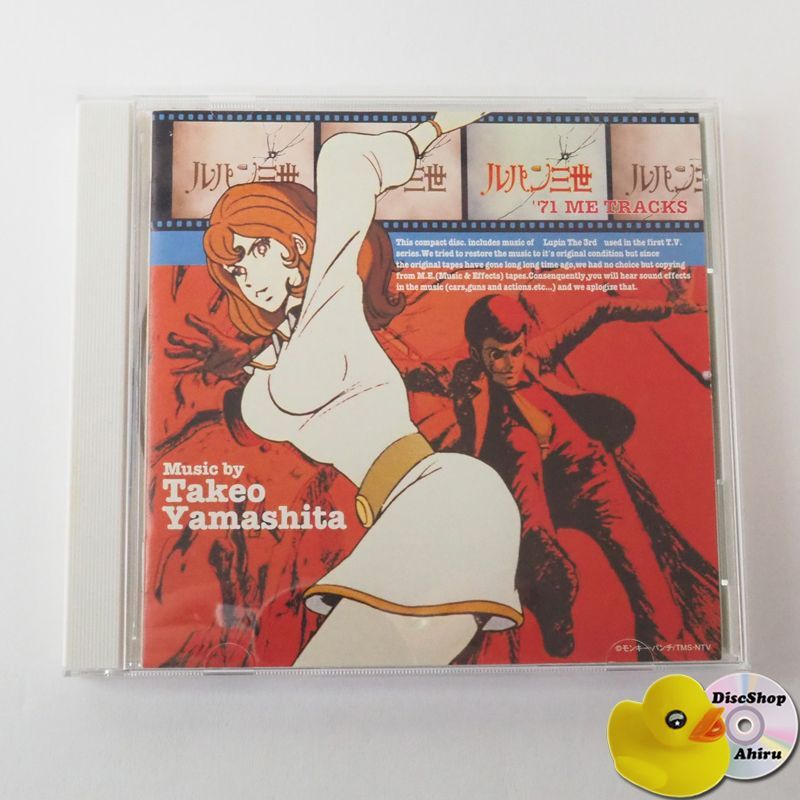 ルパン三世
三世
ルパン三世
ルパン三世
'71 ME TRACKS
This compact disc. includes music of Lupin The 3rd used in the first T.V.
series.We tried to restore the music to it's original condition but since
the original tapes have gone long long time ago,we had no choice but copying
from M.E.(Music & Effects) tapes.Consenquently,you will hear sound effects
in the music (cars,guns and actions.etc...) and we aplogize that.
Music by
Takeo
Yamashita
©モンキー・パンチ/TMS・NTV
DiscShop
Ahiru